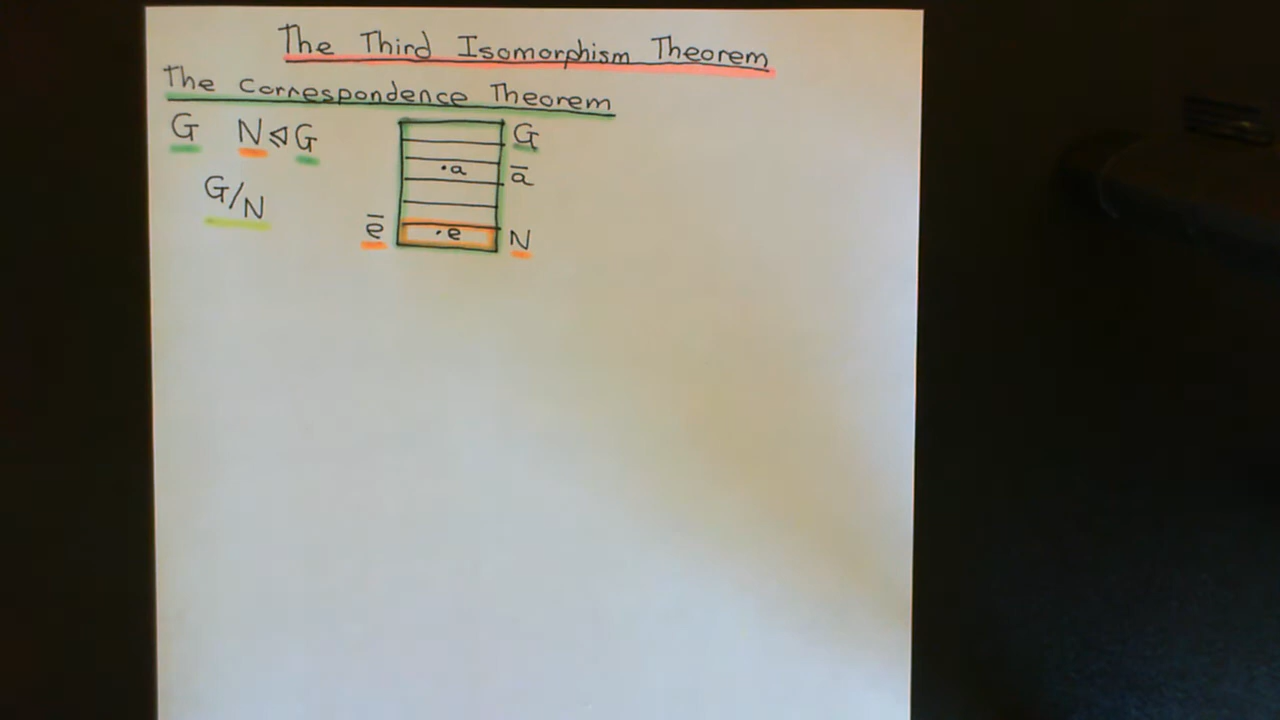 The Third Isomorphism Theorem
The Correspondence Theorem
G N⊲G G
·a a̅
G/N
e̅ ·e N